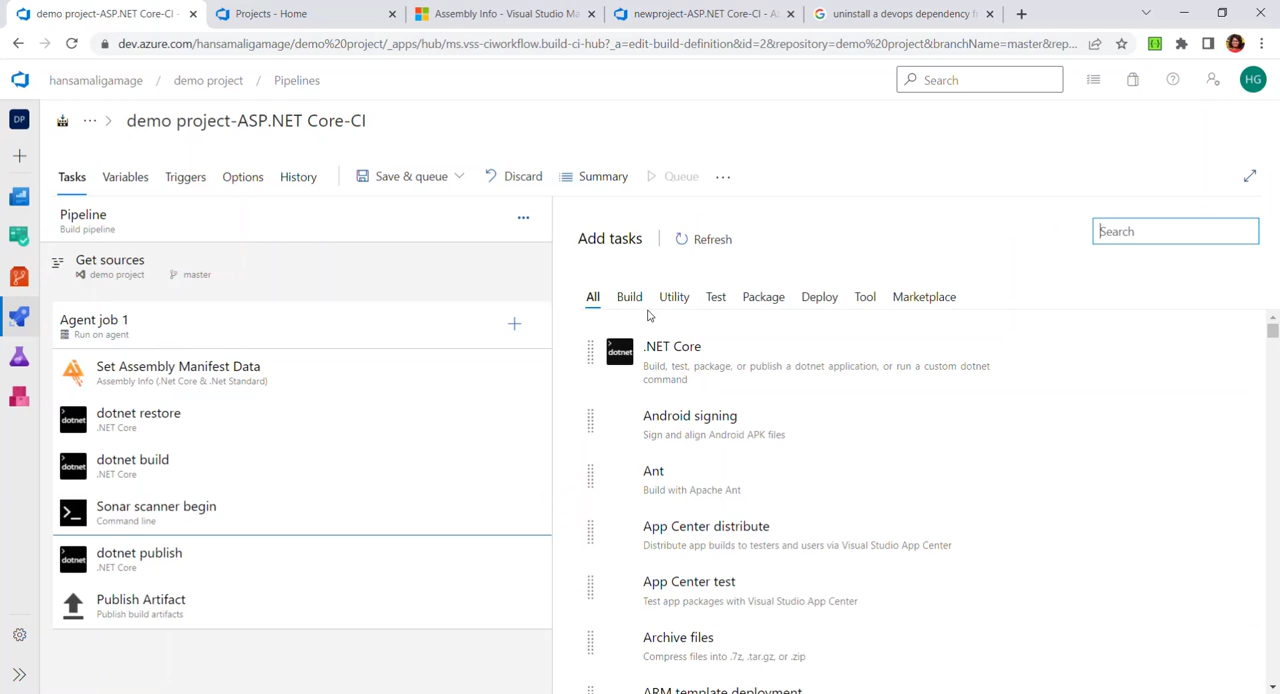 demo project-ASP.NET Core-CI -
Projects - Home
Assembly Info - Visual Studio Ma
newproject-ASP.NET Core-CI - A
uninstall a devops dependency f
dev.azure.com/hansamaligamage/demo%20project/_apps/hub/ms.vss-ciworkflow.build-ci-hub?_a=edit-build-definition&id=2&repository=demo%20project&branchName=master&rep...
hansamaligamage / demo project / Pipelines
Search
HG
DP
... > demo project-ASP.NET Core-CI
Tasks Variables Triggers Options History
Save & queue Discard Summary Queue ...
Pipeline
Build pipeline
Get sources
demo project master
Agent job 1
Run on agent
Set Assembly Manifest Data
Assembly Info (.Net Core & .Net Standard)
dotnet
dotnet restore
.NET Core
dotnet
dotnet build
.NET Core
Sonar scanner begin
Command line
dotnet
dotnet publish
.NET Core
Publish Artifact
Publish build artifacts
Add tasks
Refresh
Search
All Build Utility Test Package Deploy Tool Marketplace
dotnet
.NET Core
Build, test, package, or publish a dotnet application, or run a custom dotnet
command
Android signing
Sign and align Android APK files
Ant
Build with Apache Ant
App Center distribute
Distribute app builds to testers and users via Visual Studio App Center
App Center test
Test app packages with Visual Studio App Center
Archive files
Compress files into .7z, .tar.gz, or .zip
ARM template deployment